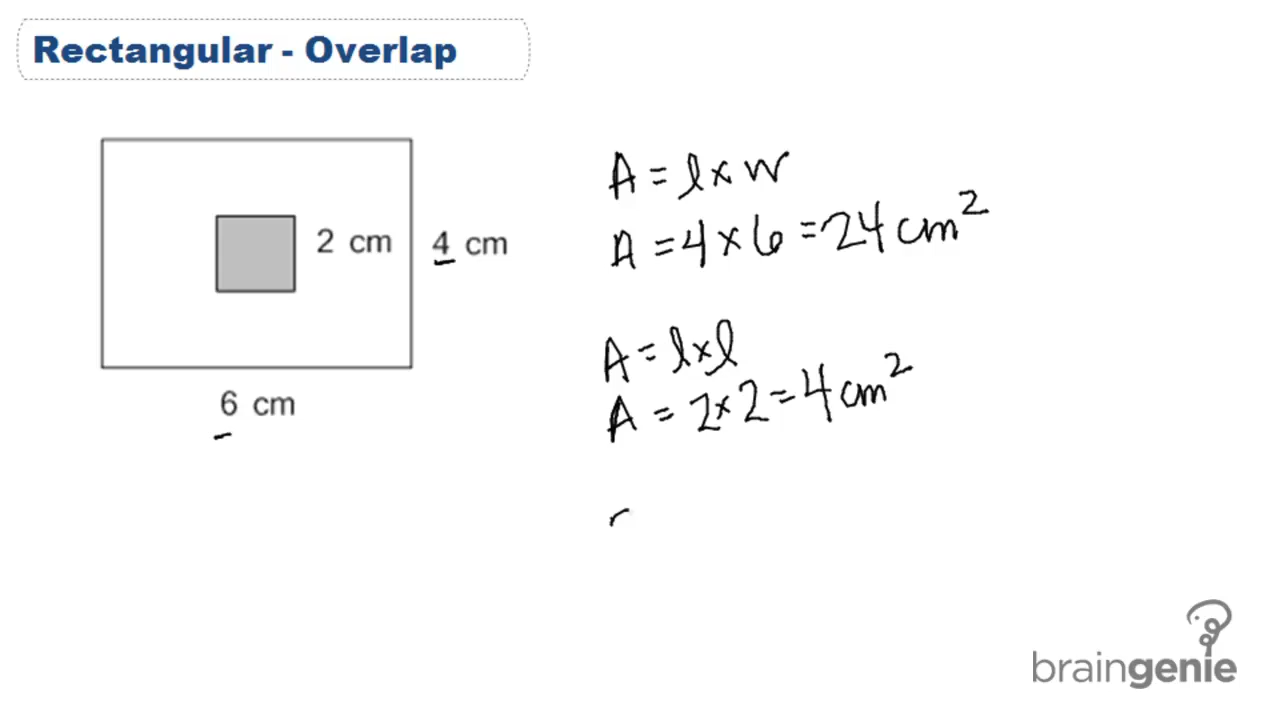 Rectangular - Overlap
2 cm
4 cm
6 cm
A = l x w
A = 4 x 6 = 24 cm²
A = l x l
A = 2 x 2 = 4 cm²
braingenie